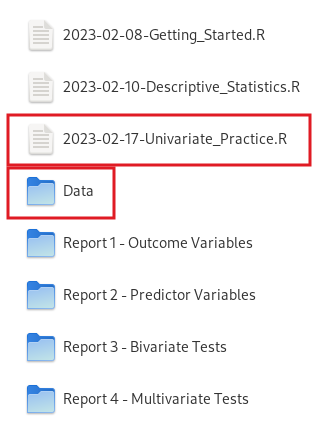 2023-02-08-Getting_Started.R
2023-02-10-Descriptive_Statistics.R
2023-02-17-Univariate_Practice.R
Data
Report 1 - Outcome Variables
Report 2 - Predictor Variables
Report 3 - Bivariate Tests
Report 4 - Multivariate Tests